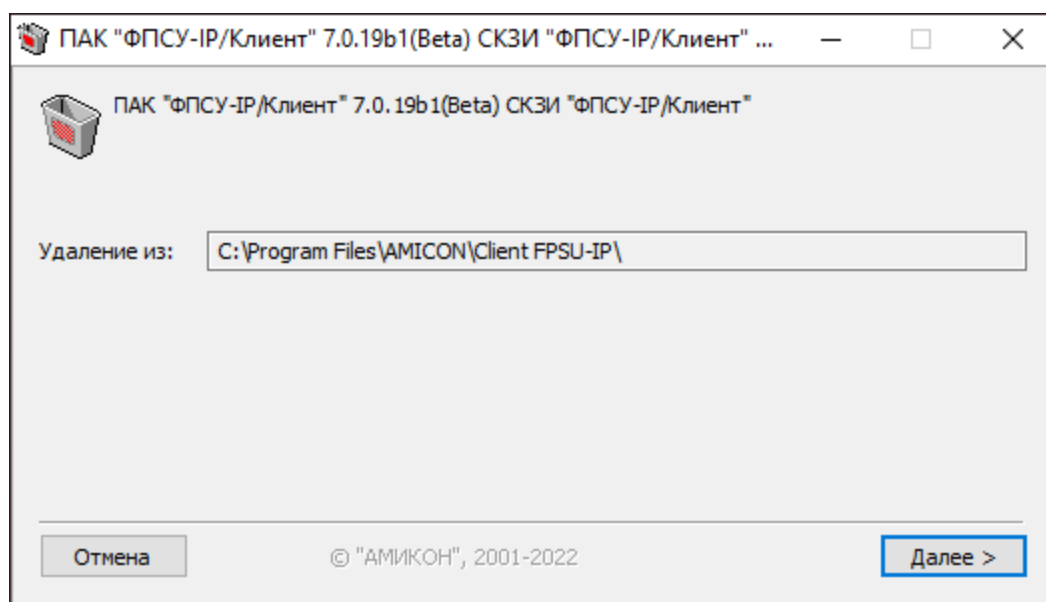 ПАК "ФПСУ-IP/Клиент" 7.0.19b1(Beta) СКЗИ "ФПСУ-IP/Клиент" ...
ПАК "ФПСУ-IP/Клиент" 7.0.19b1(Beta) СКЗИ "ФПСУ-IP/Клиент"
Удаление из: C:\Program Files\AMICON\Client FPSU-IP\
Отмена © "АМИКОН", 2001-2022 Далее >